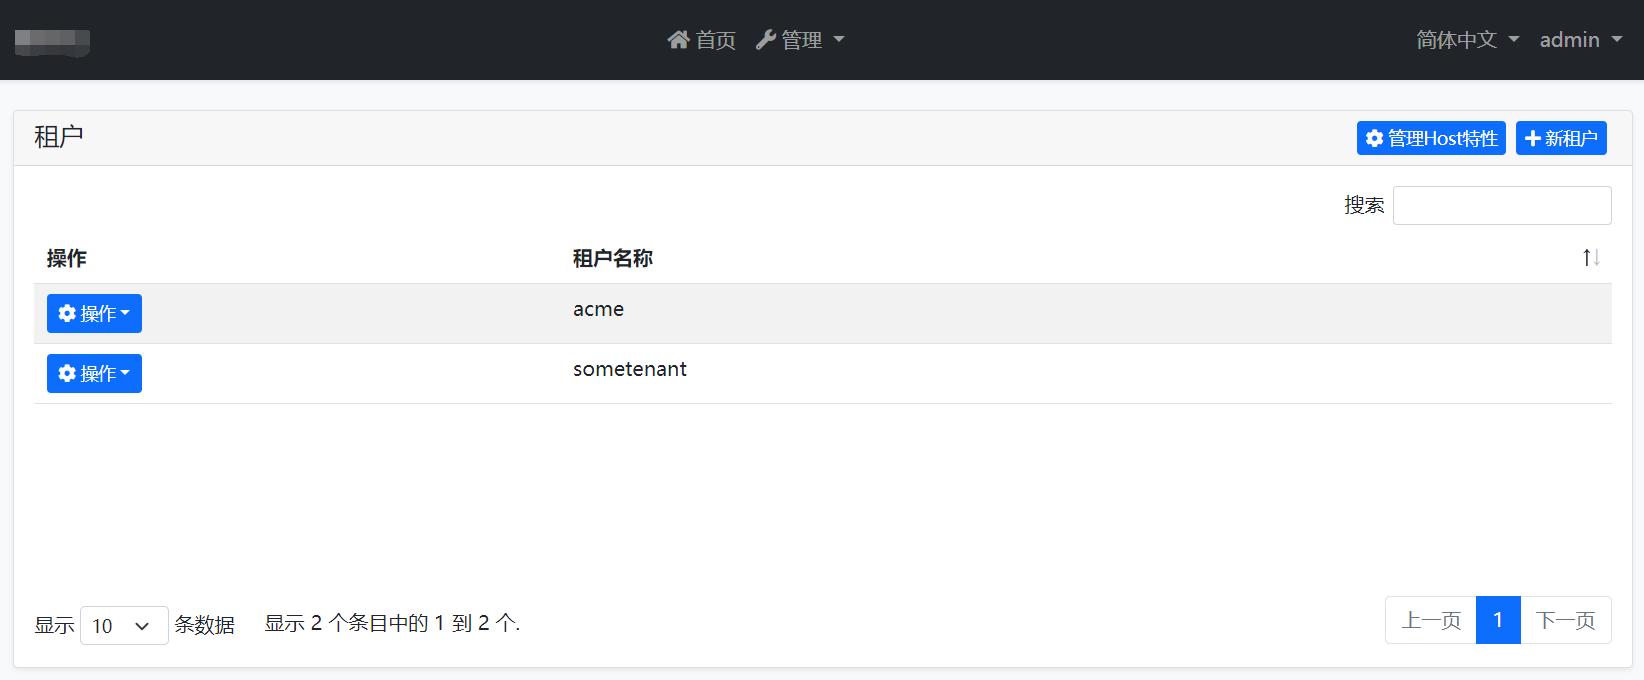 首页 管理 简体中文 admin
租户 管理Host特性 新租户
搜索
操作 租户名称
操作 acme
操作 sometenant
显示 10 条数据 显示 2 个条目中的 1 到 2 个. 上一页 1 下一页